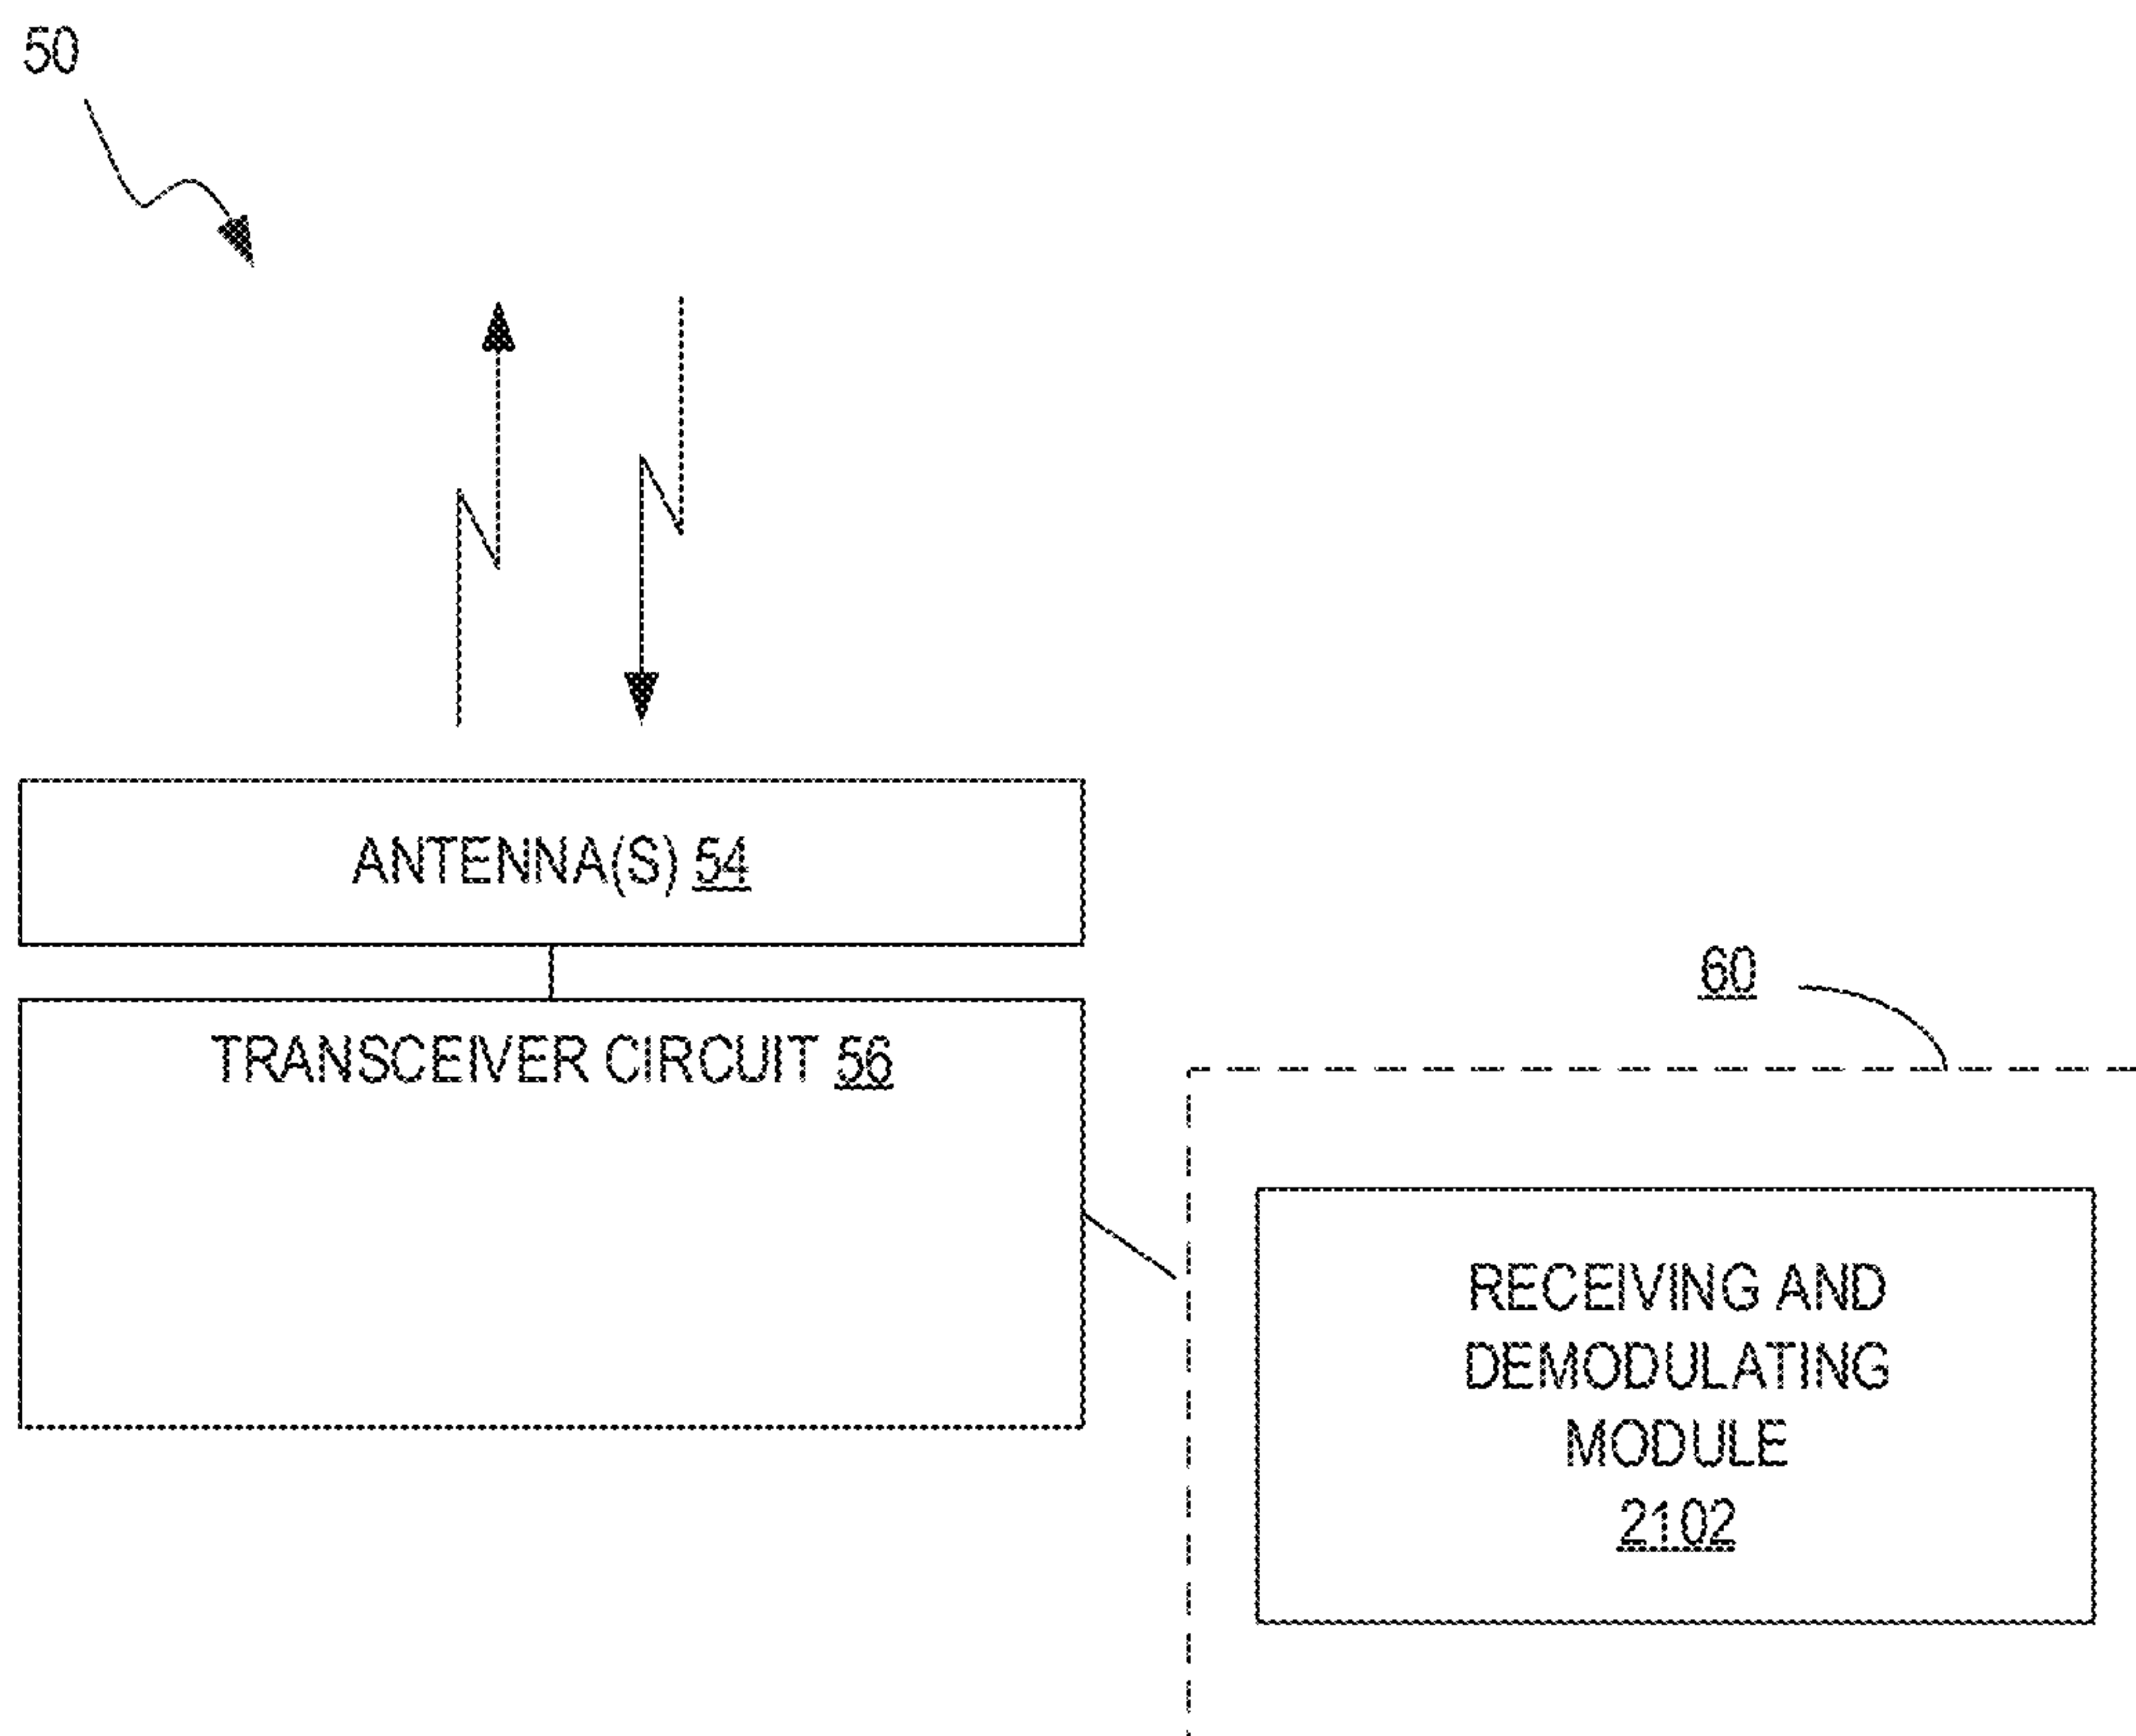 50
ANTENNA(S) 54
60
TRANSCEIVER CIRCUIT 56
RECEIVING AND
DEMODULATING
MODULE
2102